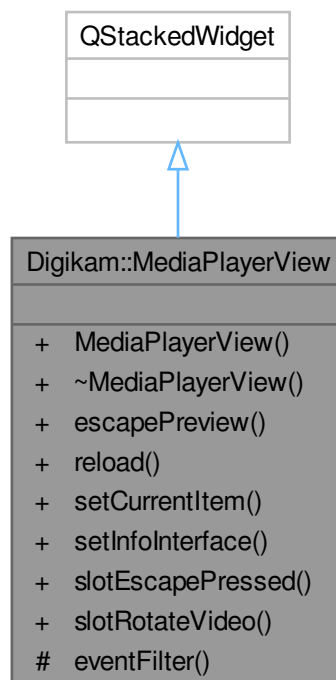 QStackedWidget
Digikam::MediaPlayerView
+ MediaPlayerView()
+ ~MediaPlayerView()
+ escapePreview()
+ reload()
+ setCurrentItem()
+ setInfoInterface()
+ slotEscapePressed()
+ slotRotateVideo()
# eventFilter()